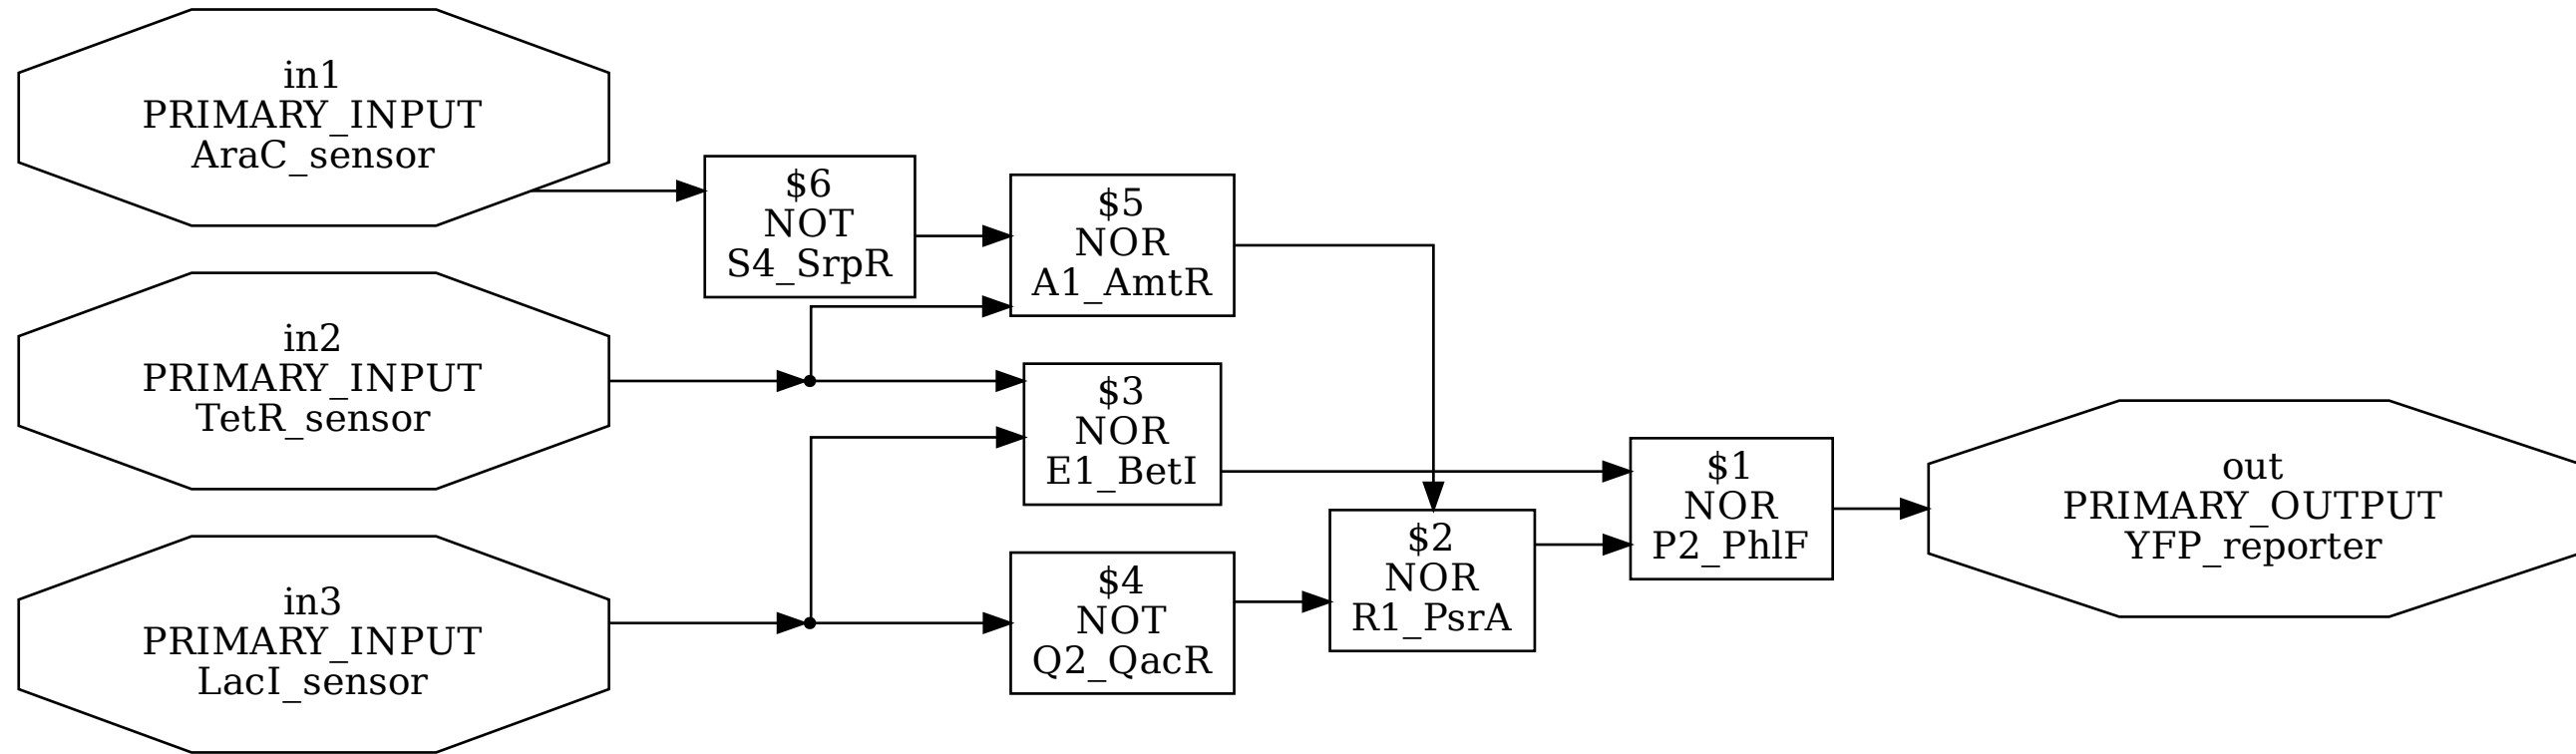 in1
PRIMARY_INPUT
AraC_sensor
$6
NOT
S4_SrpR
$5
NOR
A1_AmtR
in2
PRIMARY_INPUT
TetR_sensor
$3
NOR
E1_BetI
in3
PRIMARY_INPUT
LacI_sensor
$4
NOT
Q2_QacR
$2
NOR
R1_PsrA
$1
NOR
P2_PhlF
out
PRIMARY_OUTPUT
YFP_reporter